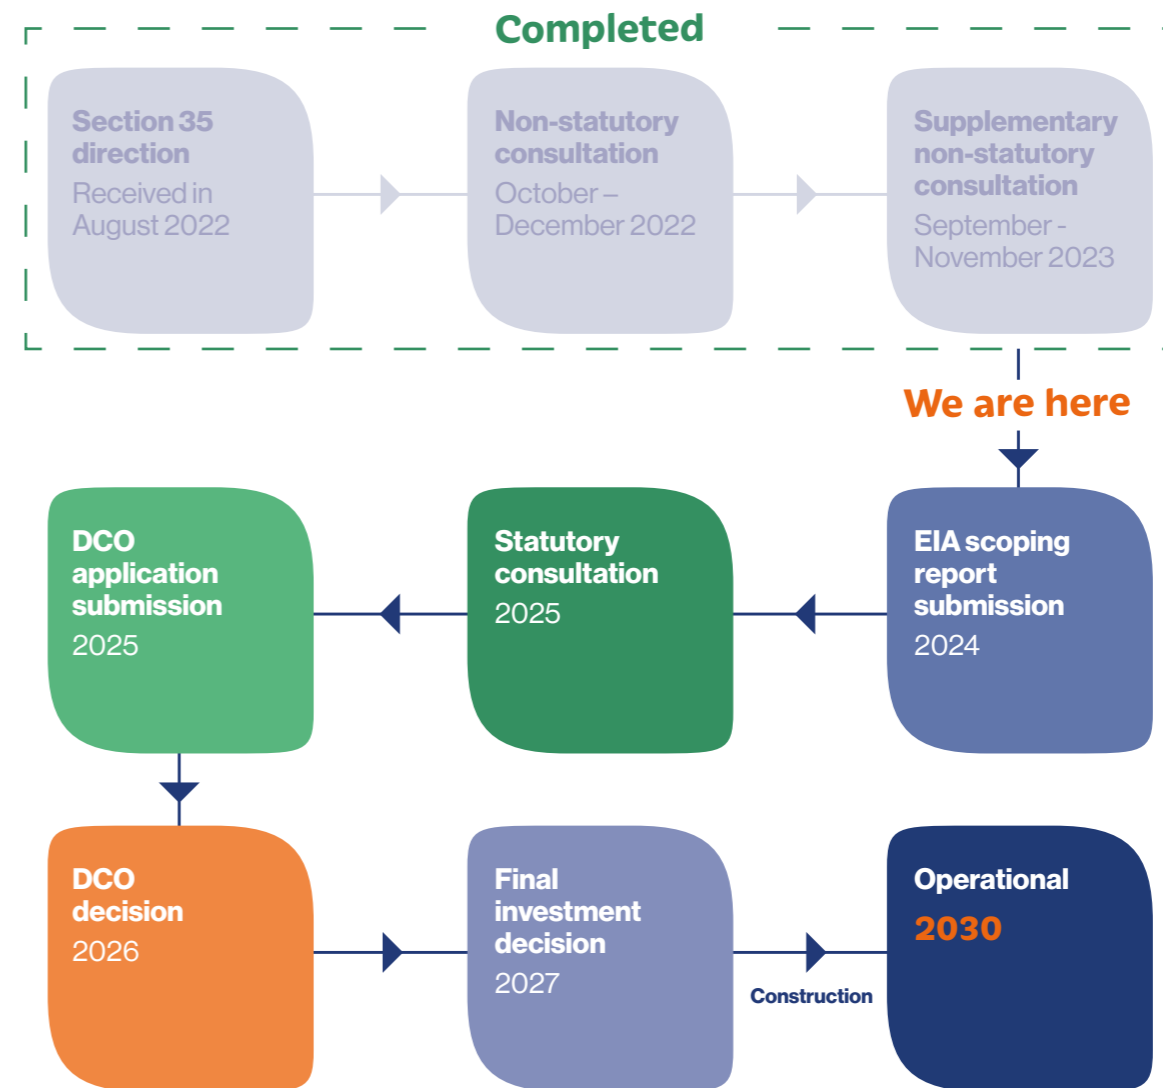 Completed
Section 35
direction
Received in
August 2022
Non-statutory
consultation
October –
December 2022
Supplementary
non-statutory
consultation
September -
November 2023
We are here
EIA scoping
report
submission
2024
Statutory
consultation
2025
DCO
application
submission
2025
DCO
decision
2026
Final
investment
decision
2027
Construction
Operational
2030